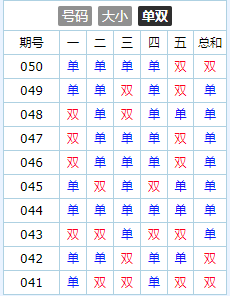 号码 大小 单双
期号 一 二 三 四 五 总和
050 单 单 单 单 双 双
049 单 单 双 单 双 单
048 双 单 双 单 单 单
047 双 单 单 单 双 单
046 双 单 单 单 双 单
045 单 双 单 双 单 单
044 单 单 单 单 单 单
043 双 双 单 双 双 单
042 单 单 双 单 单 双
041 单 双 单 单 双 双